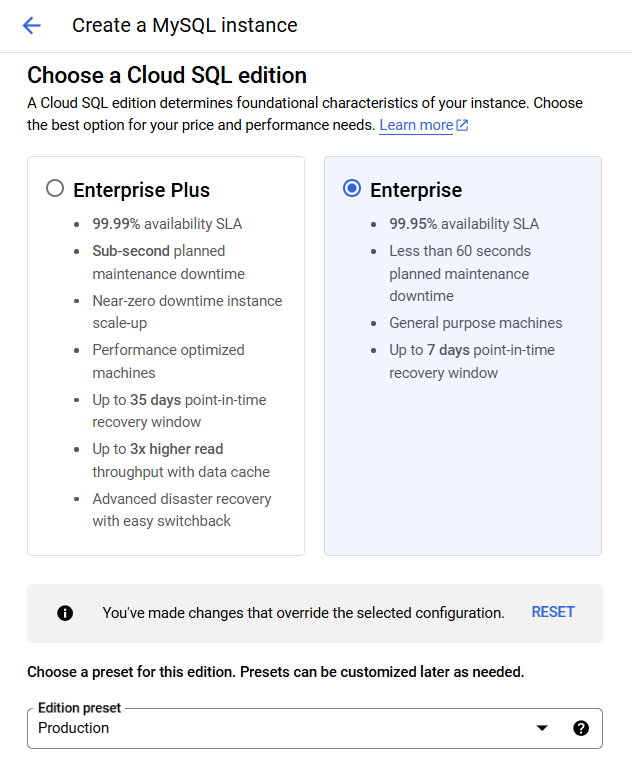 Create a MySQL instance
Choose a Cloud SQL edition
A Cloud SQL edition determines foundational characteristics of your instance. Choose
the best option for your price and performance needs. Learn more
Enterprise Plus
99.99% availability SLA
Sub-second planned
maintenance downtime
Near-zero downtime instance
scale-up
Performance optimized
machines
Up to 35 days point-in-time
recovery window
Up to 3x higher read
throughput with data cache
Advanced disaster recovery
with easy switchback
Enterprise
99.95% availability SLA
Less than 60 seconds
planned maintenance
downtime
General purpose machines
Up to 7 days point-in-time
recovery window
You've made changes that override the selected configuration. RESET
Choose a preset for this edition. Presets can be customized later as needed.
Edition preset
Production